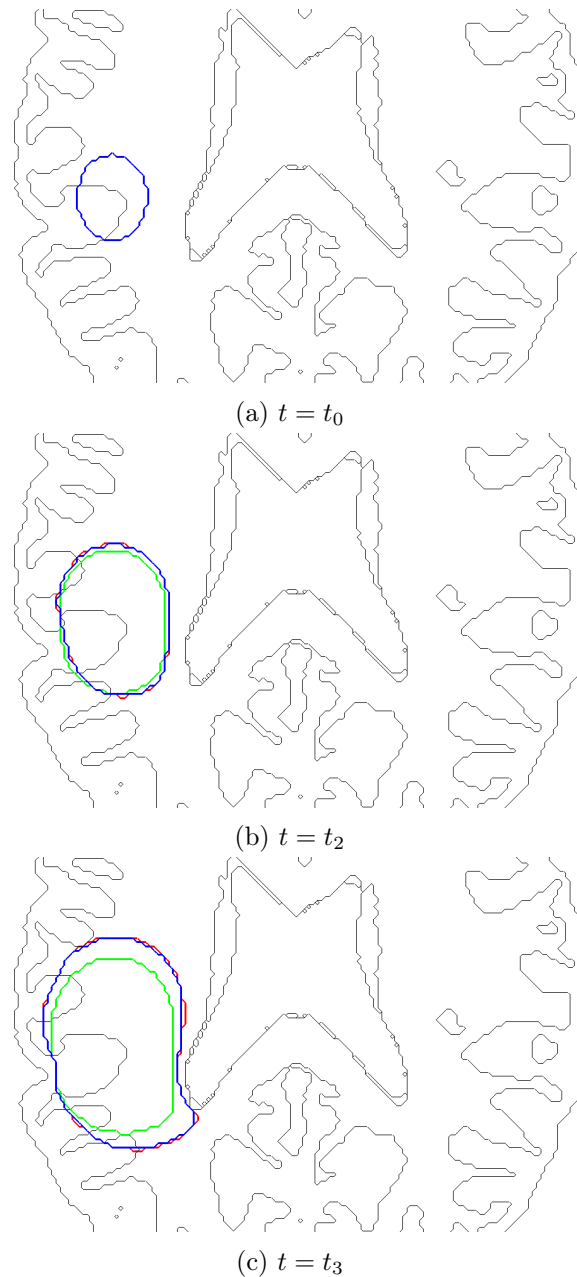 (a) t = t₀
(b) t = t₂
(c) t = t₃